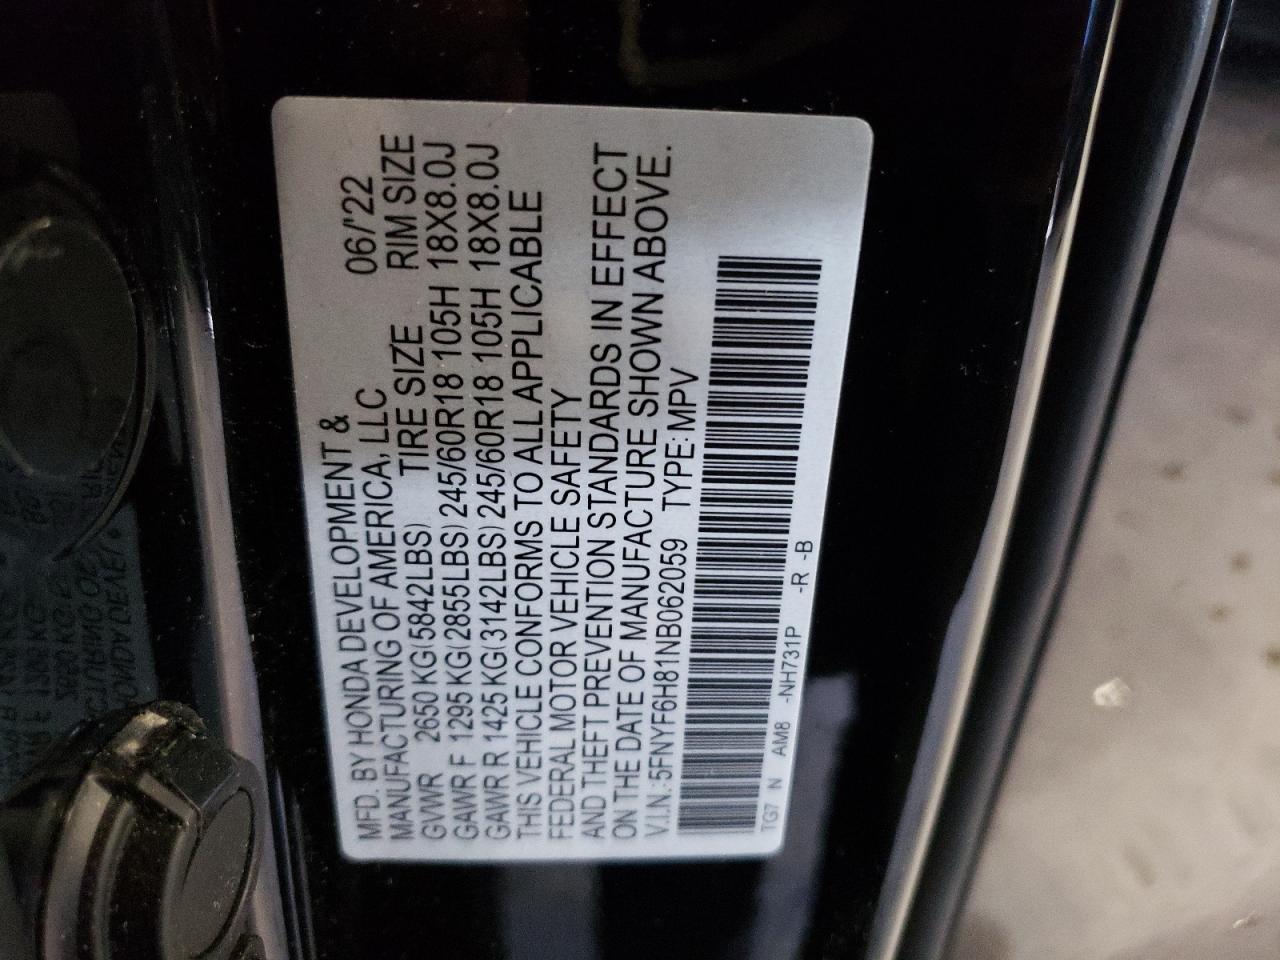 MFD. BY HONDA DEVELOPMENT &
MANUFACTURING OF AMERICA, LLC 06/'22
GVWR 2650 KG(5842LBS) TIRE SIZE RIM SIZE
GAWR F 1295 KG(2855LBS) 245/60R18 105H 18X8.0J
GAWR R 1425 KG(3142LBS) 245/60R18 105H 18X8.0J
THIS VEHICLE CONFORMS TO ALL APPLICABLE
FEDERAL MOTOR VEHICLE SAFETY
AND THEFT PREVENTION STANDARDS IN EFFECT
ON THE DATE OF MANUFACTURE SHOWN ABOVE.
V.I.N.:5FNYF6H81NB062059 TYPE:MPV
TG7 N AM8 -NH731P -R -B